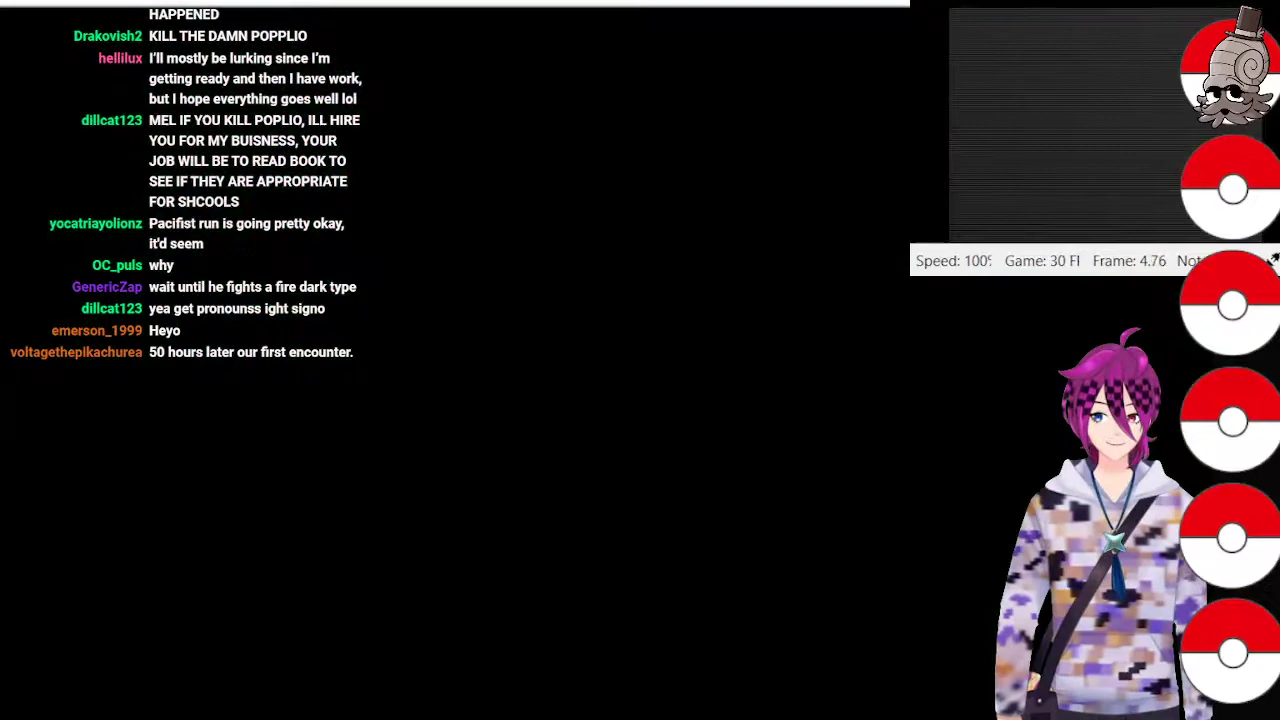 HAPPENED
Drakovish2 KILL THE DAMN POPPLIO
hellilux I'll mostly be lurking since I'm
getting ready and then I have work,
but I hope everything goes well lol
dillcat123 MEL IF YOU KILL POPLIO, ILL HIRE
YOU FOR MY BUISNESS, YOUR
JOB WILL BE TO READ BOOK TO
SEE IF THEY ARE APPROPRIATE
FOR SHCOOLS
yocatriayolionz Pacifist run is going pretty okay,
it'd seem
OC_puls why
GenericZap wait until he fights a fire dark type
dillcat123 yea get pronounss ight signo
emerson_1999 Heyo
voltagethepikachurea 50 hours later our first encounter.
Speed: 100% Game: 30 FI Frame: 4.76 Not